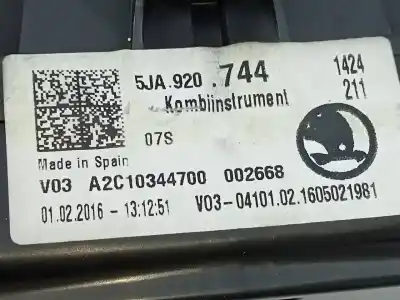 5JA.920.744 1424
Kombiinstrument 211
07S
Made in Spain
V03 A2C10344700 002668
01.02.2016 - 13:12:51 V03-04101.02.1605021981